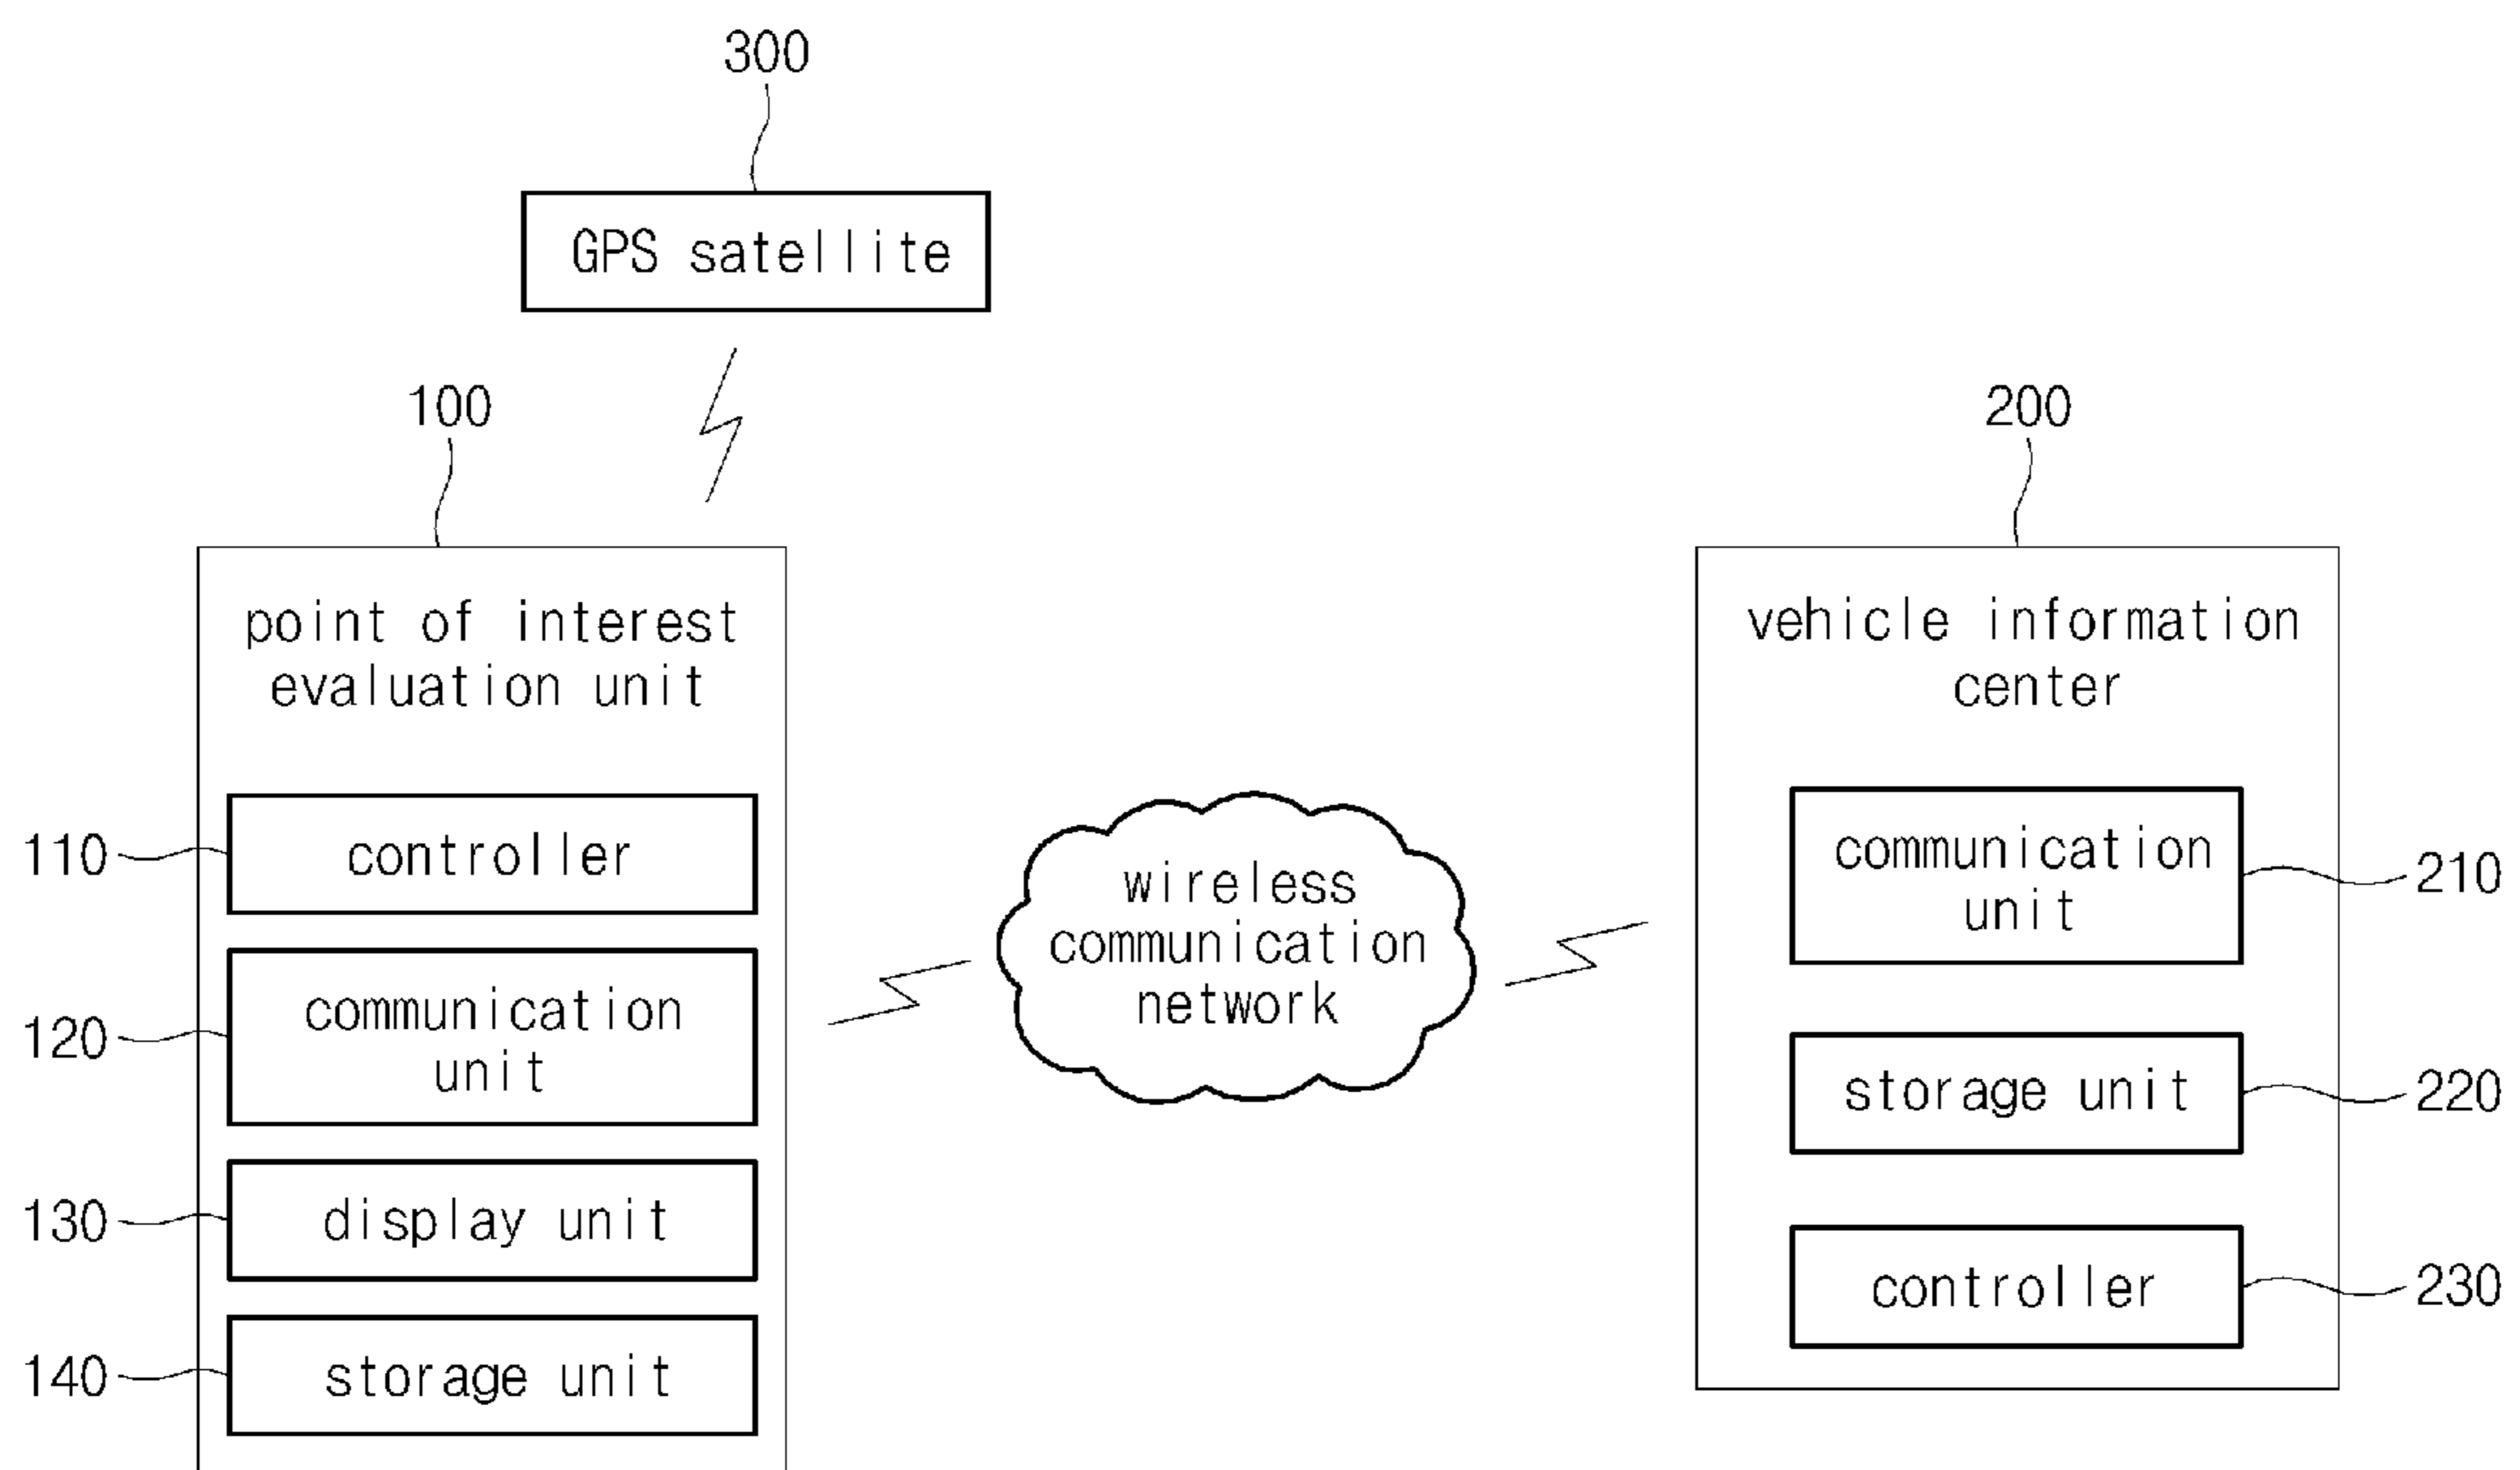 300
GPS satellite
100
point of interest
evaluation unit
110
controller
120
communication
unit
130
display unit
140
storage unit
wireless
communication
network
200
vehicle information
center
communication
unit
210
storage unit
220
controller
230